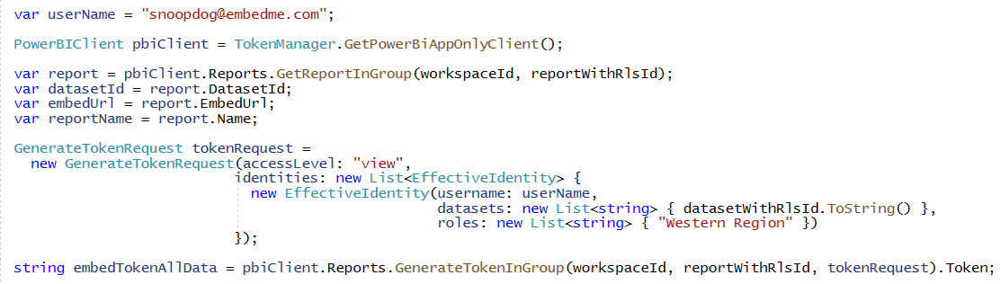 var userName = "snoopdog@embedme.com";
PowerBIClient pbiClient = TokenManager.GetPowerBiAppOnlyClient();
var report = pbiClient.Reports.GetReportInGroup(workspaceId, reportWithRlsId);
var datasetId = report.DatasetId;
var embedUrl = report.EmbedUrl;
var reportName = report.Name;
GenerateTokenRequest tokenRequest =
  new GenerateTokenRequest(accessLevel: "view",
                           identities: new List<EffectiveIdentity> {
                             new EffectiveIdentity(username: userName,
                                                   datasets: new List<string> { datasetWithRlsId.ToString() },
                                                   roles: new List<string> { "Western Region" })
                           });
string embedTokenAllData = pbiClient.Reports.GenerateTokenInGroup(workspaceId, reportWithRlsId, tokenRequest).Token;